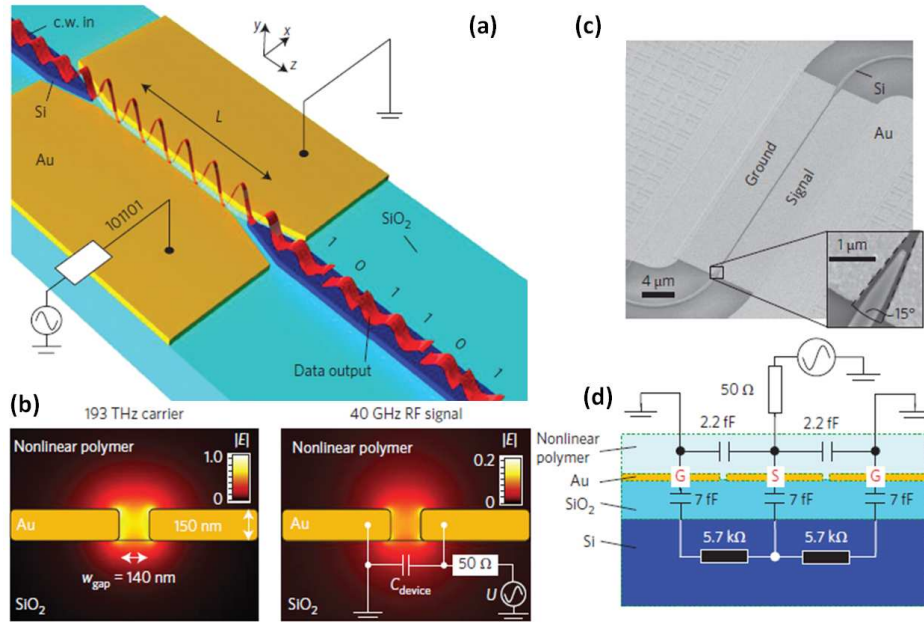 (a)
c.w. in
y
x
z
Si
L
Au
101101
SiO₂
1
0
1
1
0
1
Data output
(b)
193 THz carrier
Nonlinear polymer
|E|
1.0
0
Au
150 nm
w_gap = 140 nm
SiO₂
40 GHz RF signal
Nonlinear polymer
|E|
0.2
0
Au
C_device
50 Ω
U
(c)
Si
Au
Ground
Signal
1 μm
4 μm
15°
(d)
50 Ω
2.2 fF
2.2 fF
Nonlinear
polymer
G
S
G
Au
7 fF
7 fF
7 fF
SiO₂
Si
5.7 kΩ
5.7 kΩ